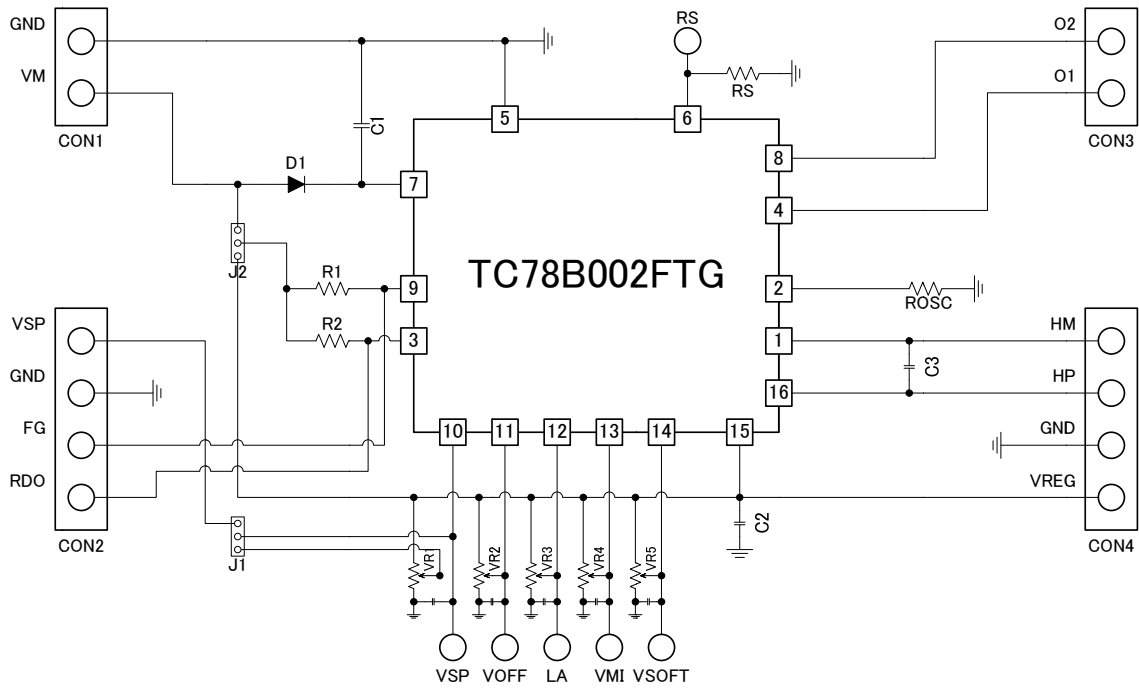 GND
VM
CON1
C1
D1
RS
RS
5
6
O2
O1
CON3
7
8
4
J2
R1
R2
9
3
TC78B002FTG
2
ROSC
1
16
C3
HM
HP
GND
VREG
CON4
VSP
GND
FG
RDO
CON2
10
11
12
13
14
15
C2
J1
VR1
VR2
VR3
VR4
VR5
VSP
VOFF
LA
VMI
VSOFT